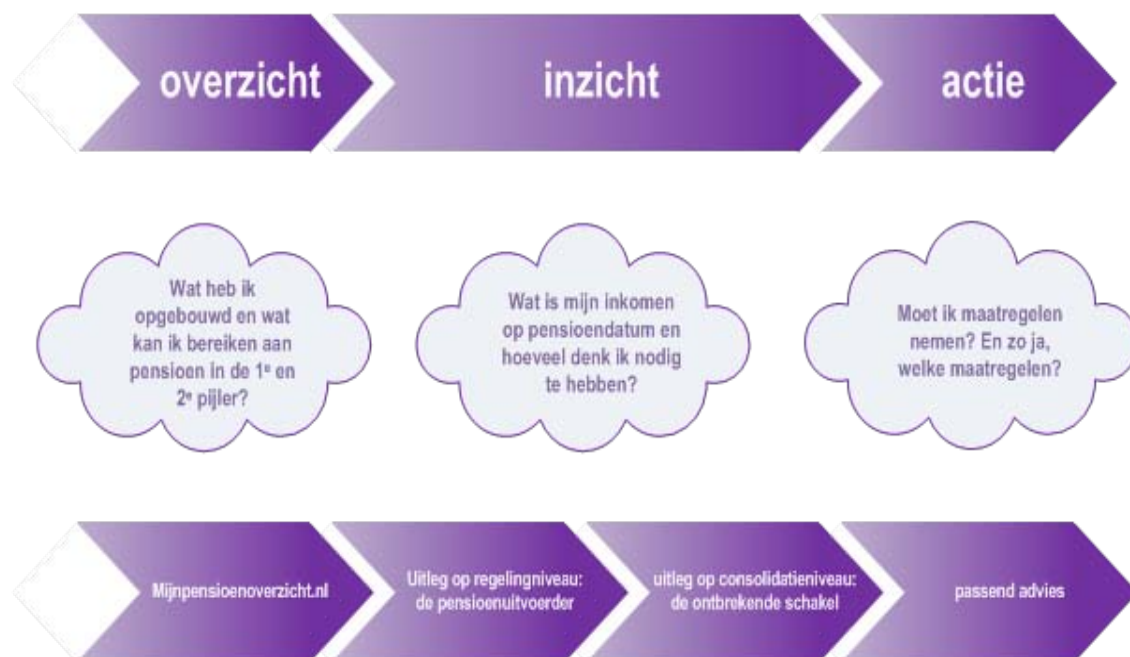 overzicht
inzicht
actie
Wat heb ik
opgebouwd en wat
kan ik bereiken aan
pensioen in de 1e en
2e pijler?
Wat is mijn inkomen
op pensioendatum en
hoeveel denk ik nodig
te hebben?
Moet ik maatregelen
nemen? En zo ja,
welke maatregelen?
Mijnpensioenoverzicht.nl
Uitleg op regelingniveau:
de pensioenuitvoerder
uitleg op consolidatieniveau:
de ontbrekende schakel
passend advies